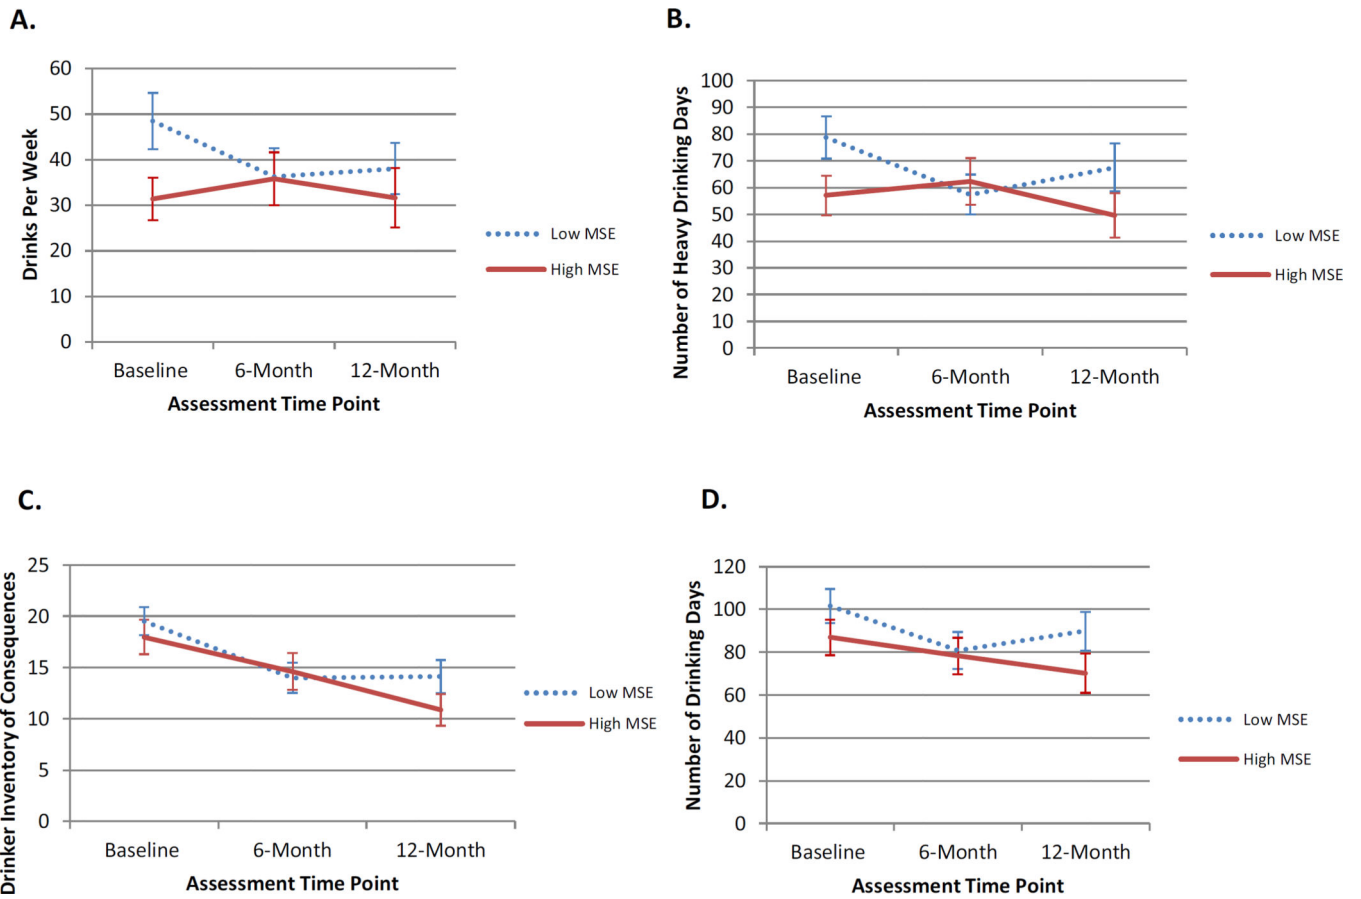 A.
Drinks Per Week
60
50
40
30
20
10
0
Baseline
6-Month
12-Month
Assessment Time Point
Low MSE
High MSE
B.
Number of Heavy Drinking Days
100
90
80
70
60
50
40
30
20
10
0
Baseline
6-Month
12-Month
Assessment Time Point
Low MSE
High MSE
C.
Drinker Inventory of Consequences
25
20
15
10
5
0
Baseline
6-Month
12-Month
Assessment Time Point
Low MSE
High MSE
D.
Number of Drinking Days
120
100
80
60
40
20
0
Baseline
6-Month
12-Month
Assessment Time Point
Low MSE
High MSE